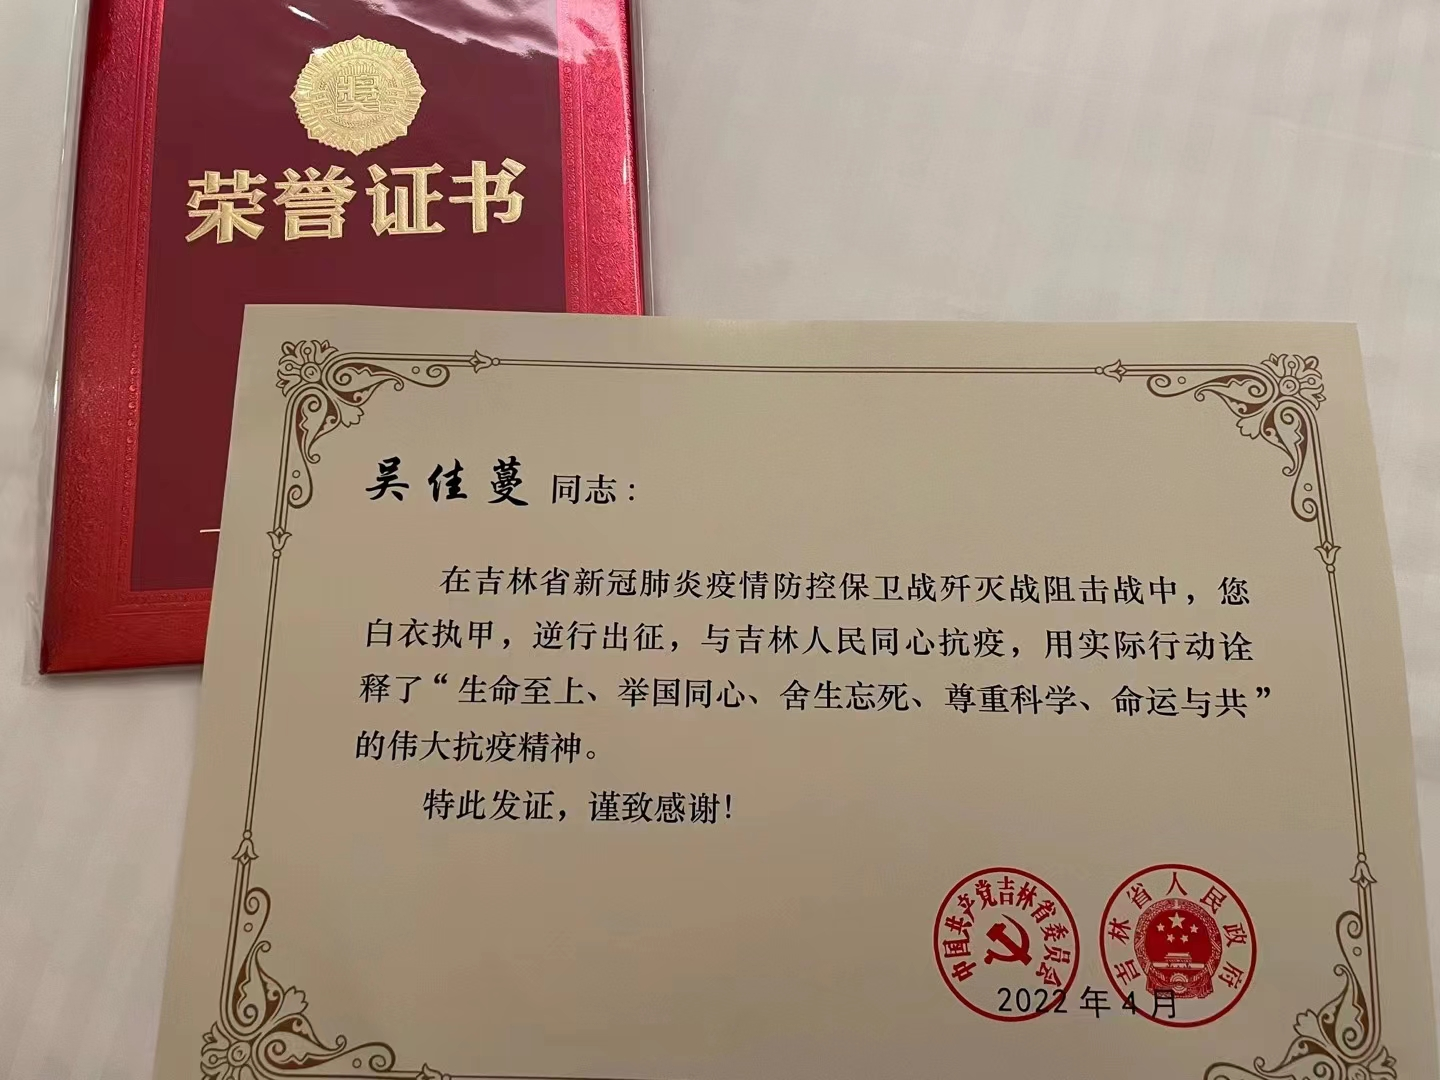 奖
荣誉证书
吴佳蔓 同志：
在吉林省新冠肺炎疫情防控保卫战歼灭战阻击战中，您
白衣执甲，逆行出征，与吉林人民同心抗疫，用实际行动诠
释了“生命至上、举国同心、舍生忘死、尊重科学、命运与共”
的伟大抗疫精神。
特此发证，谨致感谢！
中国共产党吉林省委员会
吉林省人民政府
2022 年 4 月